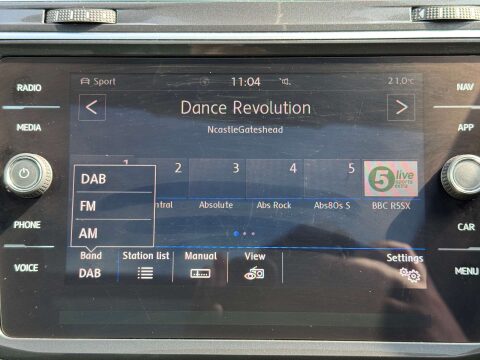 RADIO
MEDIA
PHONE
VOICE
NAV
APP
CAR
MENU
Sport 11:04 21.0°C
< Dance Revolution >
NcastleGateshead
2 3 4 5
5 live sports extra
ntral Absolute Abs Rock Abs80s S BBC R5SX
DAB
FM
AM
Band Station list Manual View Settings
DAB